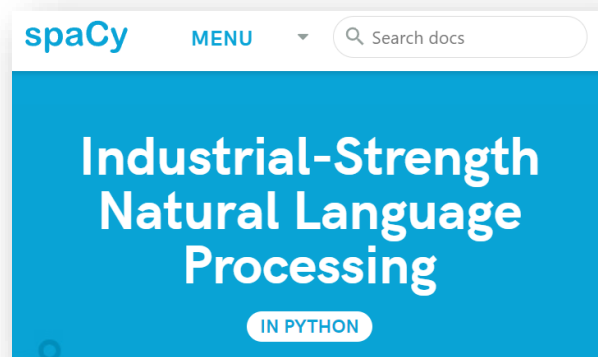 spaCy MENU Search docs
Industrial-Strength
Natural Language
Processing
IN PYTHON